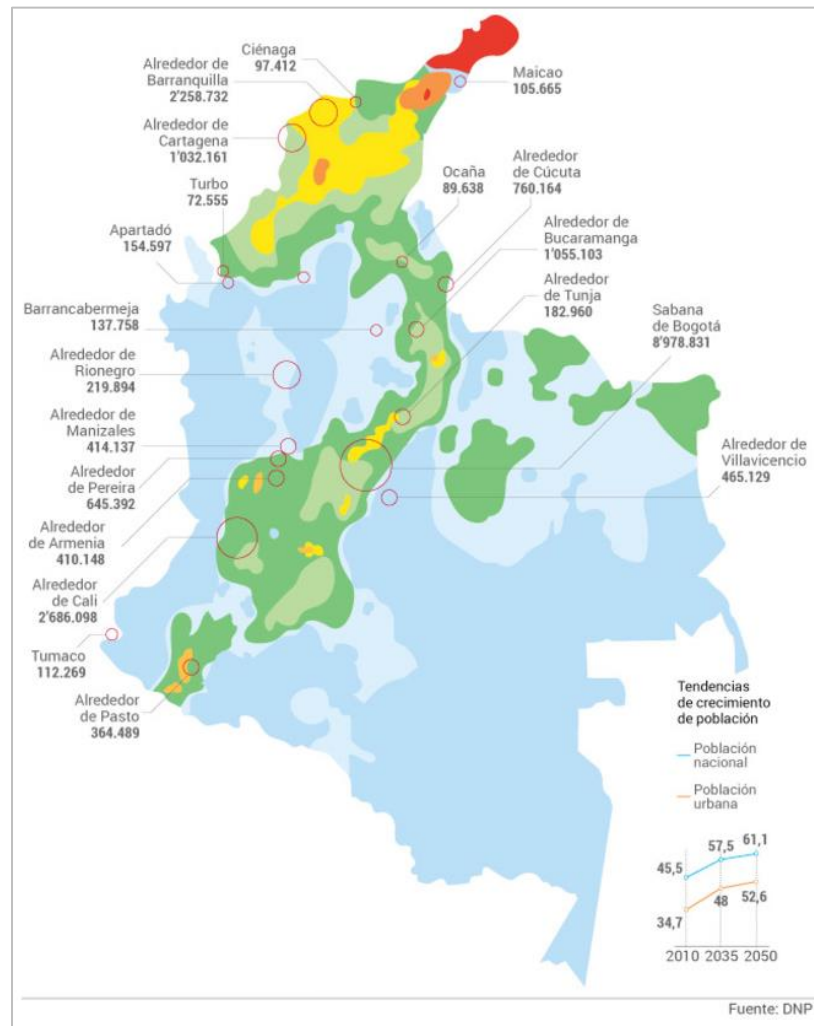 Ciénaga
97.412
Alrededor de
Barranquilla
2'258.732
Maicao
105.665
Alrededor de
Cartagena
1'032.161
Turbo
72.555
Ocaña
89.638
Alrededor
de Cúcuta
760.164
Apartadó
154.597
Alrededor de
Bucaramanga
1'055.103
Alrededor
de Tunja
182.960
Barrancabermeja
137.758
Sabana
de Bogotá
8'978.831
Alrededor de
Rionegro
219.894
Alrededor de
Manizales
414.137
Alrededor
de Pereira
645.392
Alrededor de
Villavicencio
465.129
Alrededor
de Armenia
410.148
Alrededor
de Cali
2'686.098
Tumaco
112.269
Alrededor
de Pasto
364.489
Tendencias
de crecimiento
de población
Población
nacional
Población
urbana
45,5
57,5
61,1
34,7
48
52,6
2010 2035 2050
Fuente: DNP